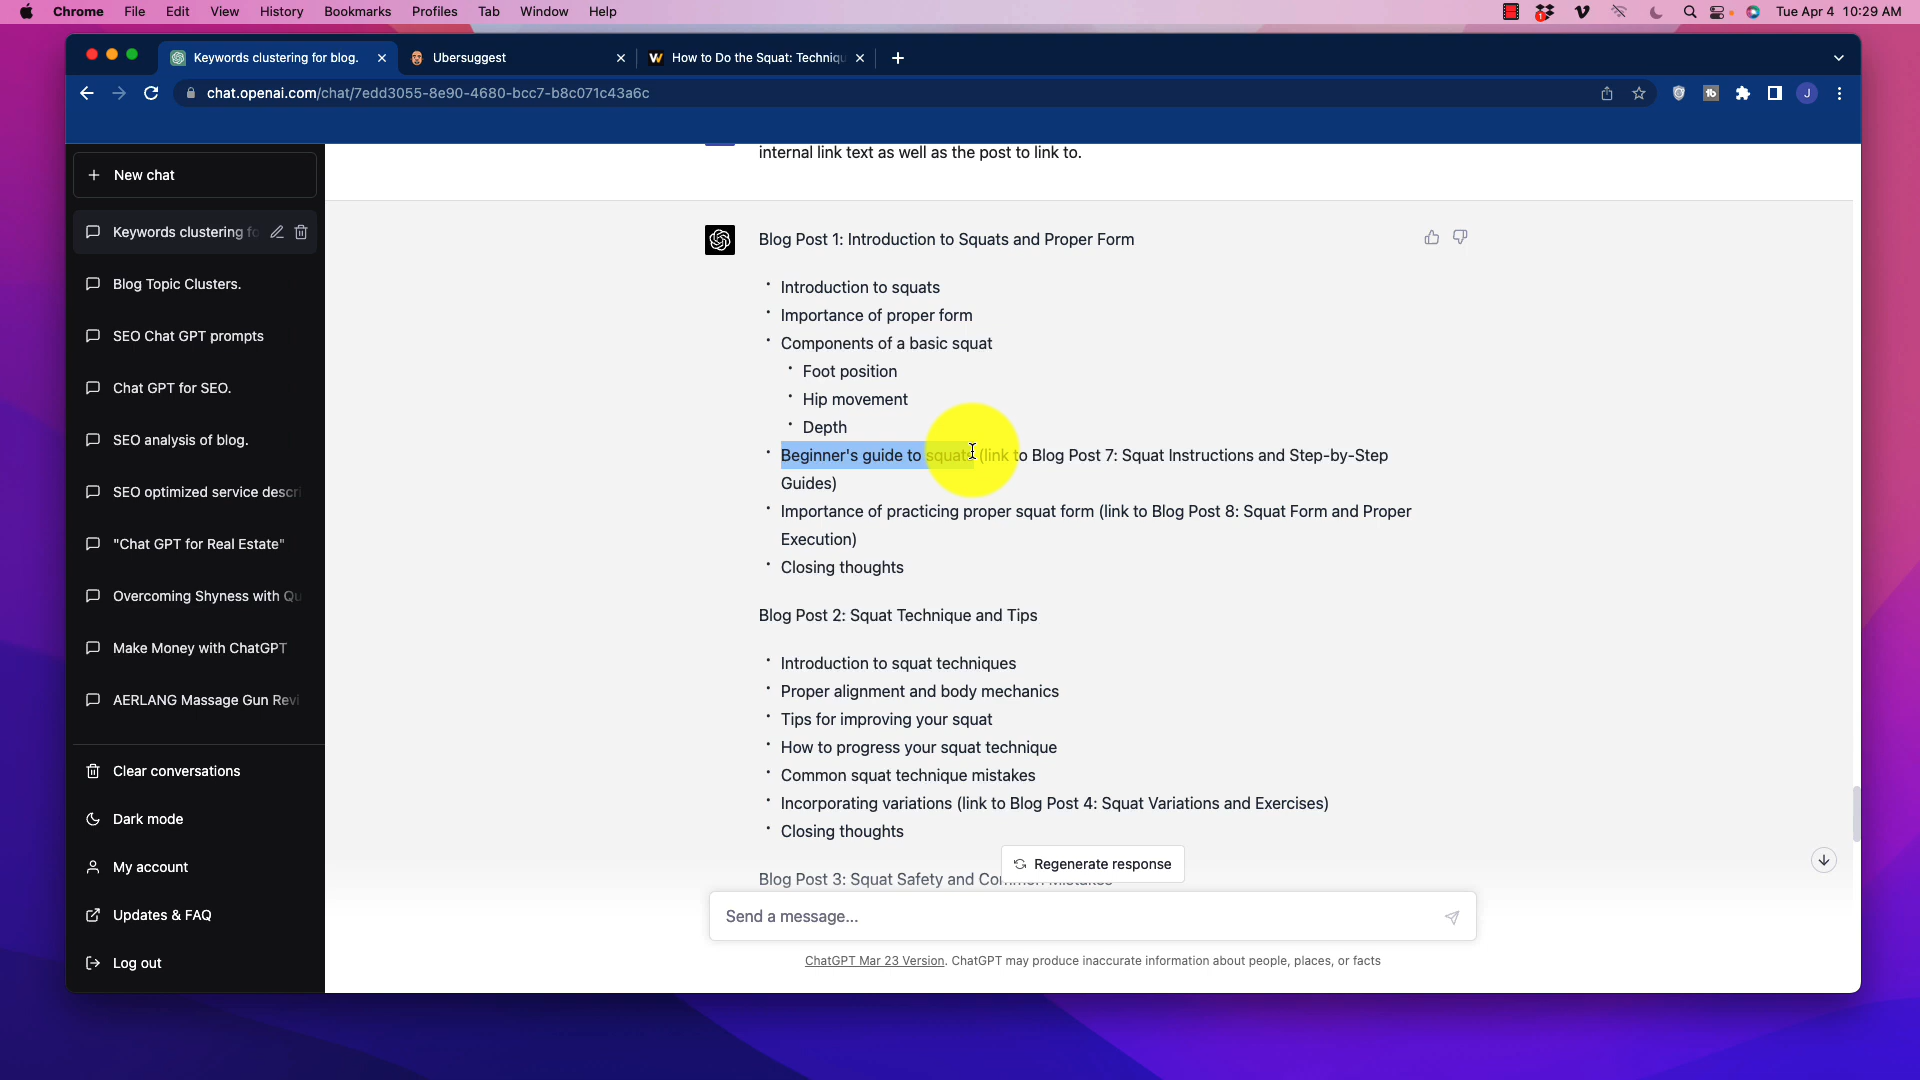 Chrome File Edit View History Bookmarks Profiles Tab Window Help
1
Tue Apr 4 10:29 AM
Keywords clustering for blog.
Ubersuggest
How to Do the Squat: Techniqu
chat.openai.com/chat/7edd3055-8e90-4680-bcc7-b8c071c43a6c
tb
J
New chat
Keywords clustering fo
Blog Topic Clusters.
SEO Chat GPT prompts
Chat GPT for SEO.
SEO analysis of blog.
SEO optimized service descri
"Chat GPT for Real Estate"
Overcoming Shyness with Qu
Make Money with ChatGPT
AERLANG Massage Gun Revi
Clear conversations
Dark mode
My account
Updates & FAQ
Log out
internal link text as well as the post to link to.
Blog Post 1: Introduction to Squats and Proper Form
• Introduction to squats
• Importance of proper form
• Components of a basic squat
• Foot position
• Hip movement
• Depth
• Beginner's guide to squats (link to Blog Post 7: Squat Instructions and Step-by-Step
Guides)
• Importance of practicing proper squat form (link to Blog Post 8: Squat Form and Proper
Execution)
• Closing thoughts
Blog Post 2: Squat Technique and Tips
• Introduction to squat techniques
• Proper alignment and body mechanics
• Tips for improving your squat
• How to progress your squat technique
• Common squat technique mistakes
• Incorporating variations (link to Blog Post 4: Squat Variations and Exercises)
• Closing thoughts
Regenerate response
Blog Post 3: Squat Safety and Common Mistakes
Send a message...
ChatGPT Mar 23 Version. ChatGPT may produce inaccurate information about people, places, or facts